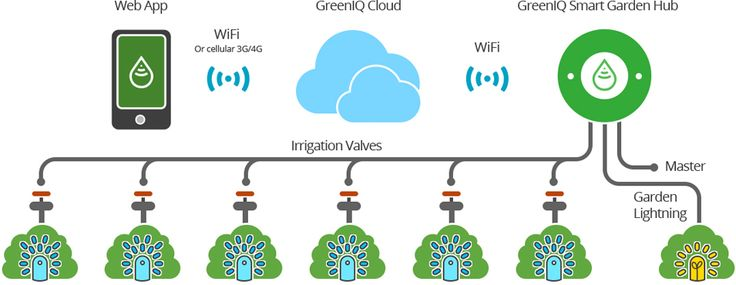 Web App
GreenIQ Cloud
GreenIQ Smart Garden Hub
WiFi
Or cellular 3G/4G
WiFi
Irrigation Valves
Master
Garden
Lightning